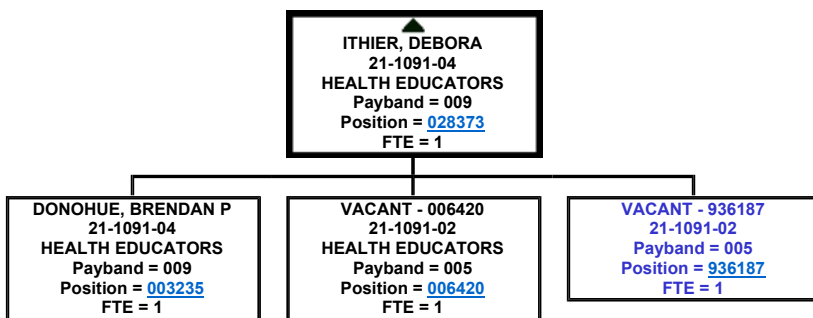 ITHIER, DEBORA
21-1091-04
HEALTH EDUCATORS
Payband = 009
Position = 028373
FTE = 1
DONOHUE, BRENDAN P
21-1091-04
HEALTH EDUCATORS
Payband = 009
Position = 003235
FTE = 1
VACANT - 006420
21-1091-02
HEALTH EDUCATORS
Payband = 005
Position = 006420
FTE = 1
VACANT - 936187
21-1091-02
Payband = 005
Position = 936187
FTE = 1